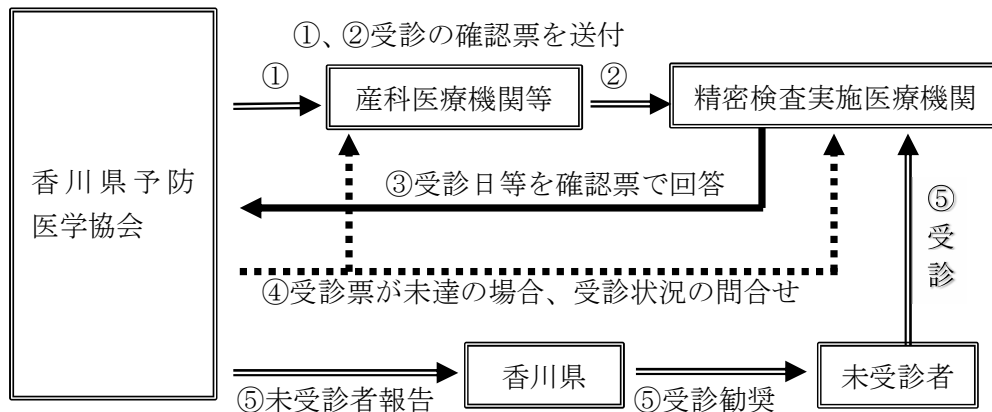 ①、②受診の確認票を送付
①
②
産科医療機関等
精密検査実施医療機関
香川県予防
医学協会
③受診日等を確認票で回答
④受診票が未達の場合、受診状況の問合せ
⑤受診
⑤未受診者報告
香川県
⑤受診勧奨
未受診者